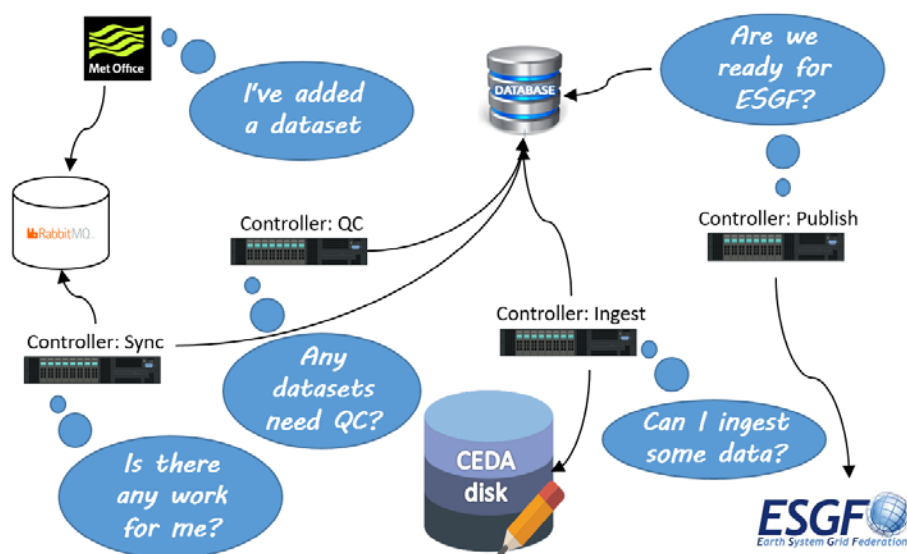 Met Office
I've added
a dataset
DATABASE
Are we
ready for
ESGF?
RabbitMQ
Controller: QC
Controller: Publish
Controller: Sync
Controller: Ingest
Any
datasets
need QC?
Is there
any work
for me?
CEDA
disk
Can I ingest
some data?
ESGF
Earth System Grid Federation